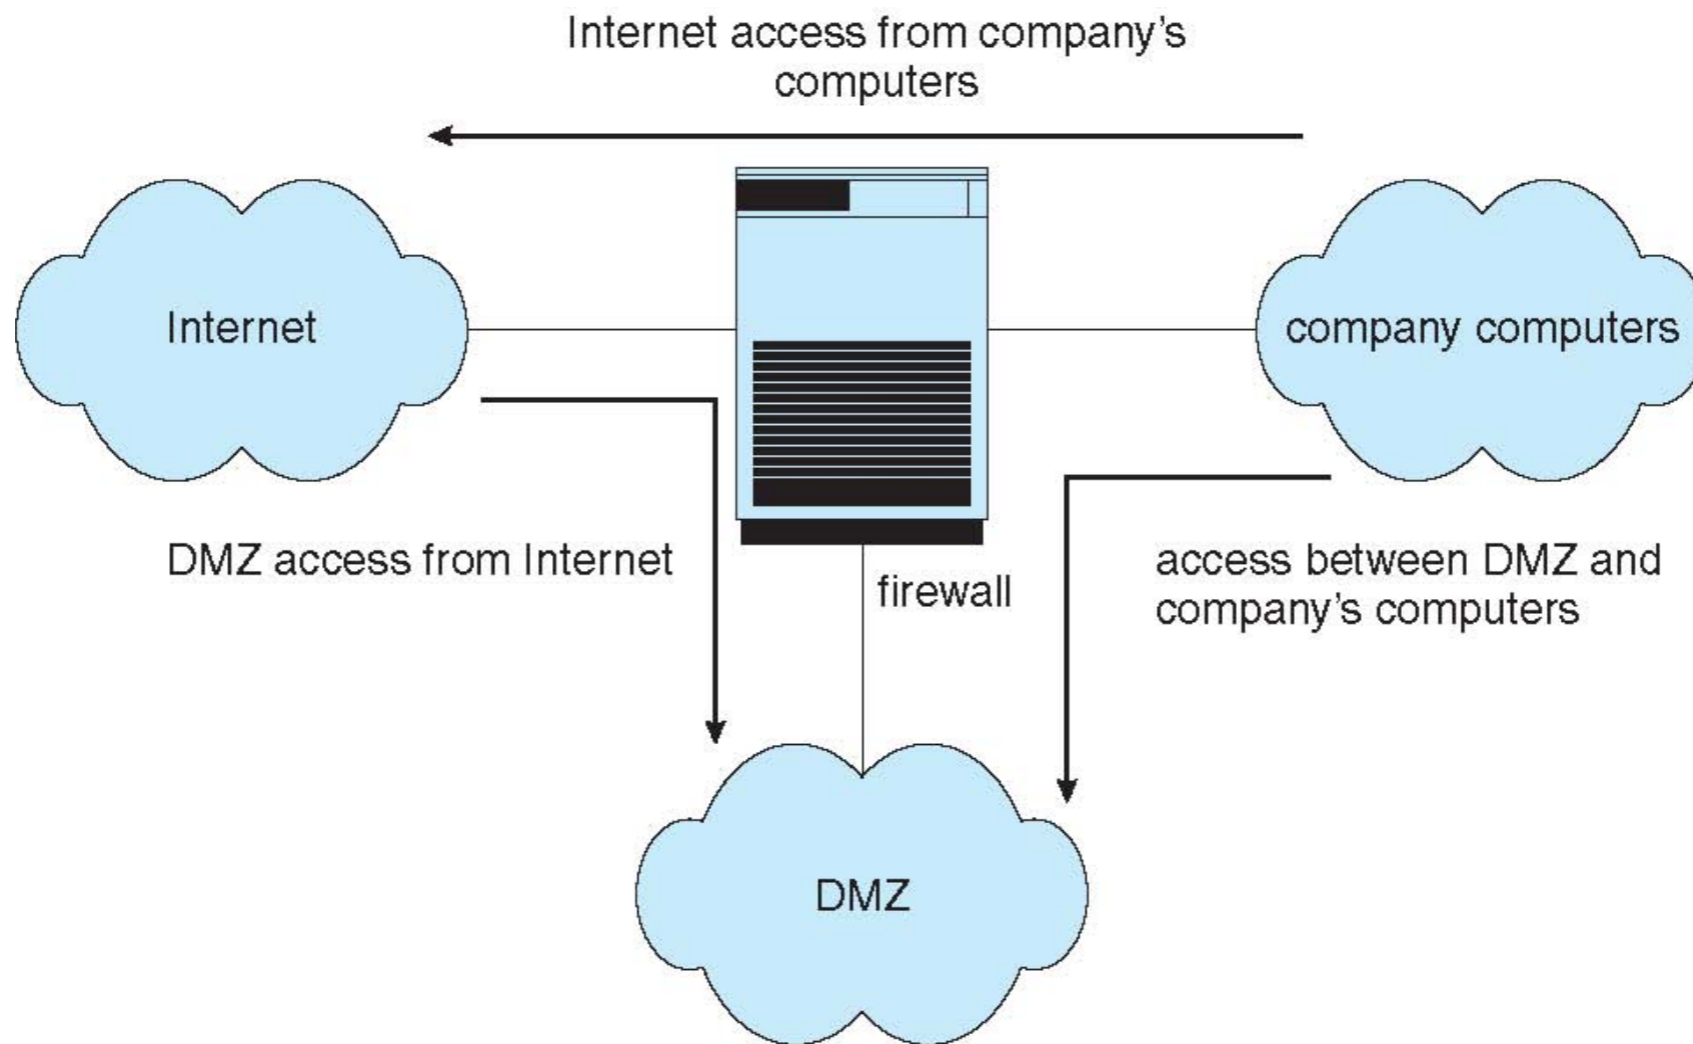 Internet access from company's
computers
Internet
company computers
DMZ access from Internet
firewall
access between DMZ and
company's computers
DMZ